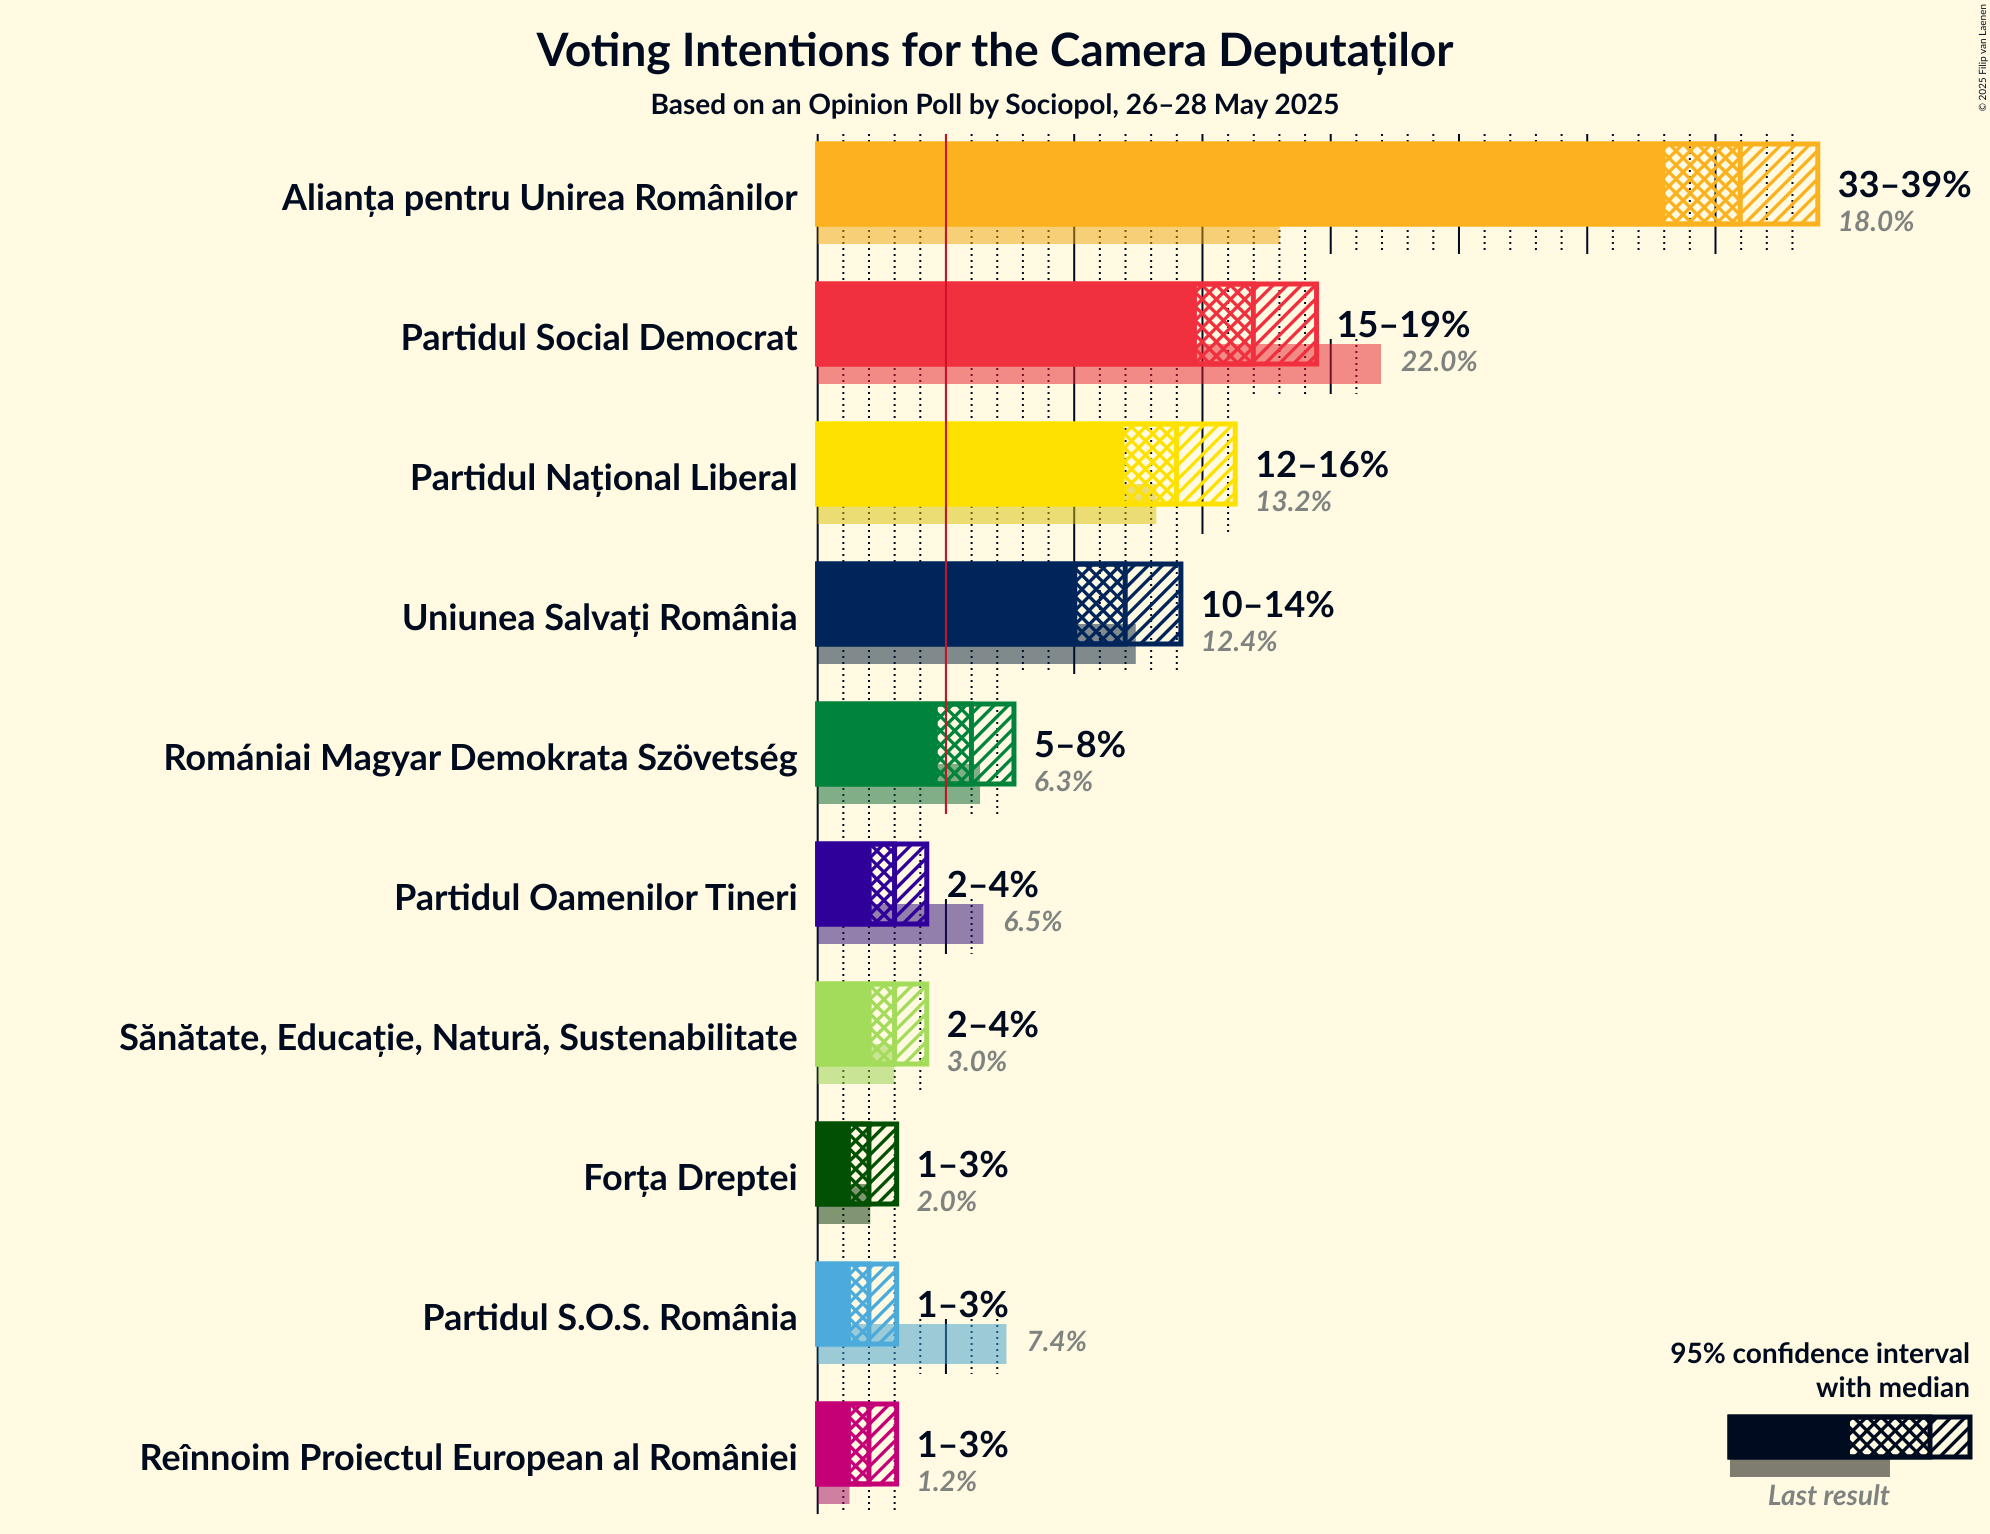 Voting Intentions for the Camera Deputaților
Based on an Opinion Poll by Sociopol, 26–28 May 2025
© 2025 Filip van Laenen
Alianța pentru Unirea Românilor
33–39%
18.0%
Partidul Social Democrat
15–19%
22.0%
Partidul Național Liberal
12–16%
13.2%
Uniunea Salvați România
10–14%
12.4%
Romániai Magyar Demokrata Szövetség
5–8%
6.3%
Partidul Oamenilor Tineri
2–4%
6.5%
Sănătate, Educație, Natură, Sustenabilitate
2–4%
3.0%
Forța Dreptei
1–3%
2.0%
Partidul S.O.S. România
1–3%
7.4%
Reînnoim Proiectul European al României
1–3%
1.2%
95% confidence interval
with median
Last result